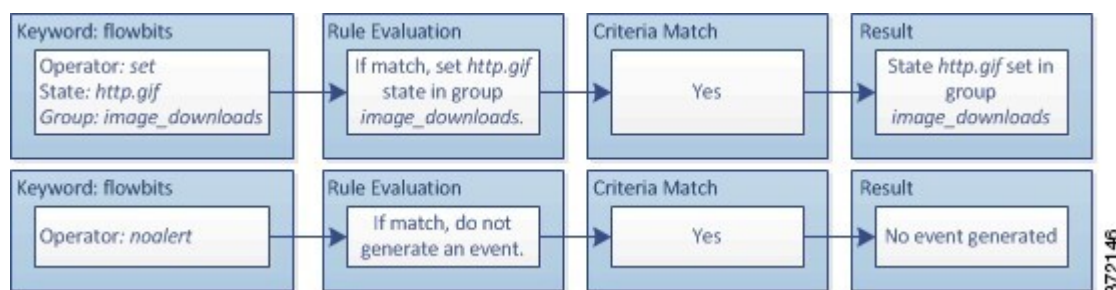 Keyword: flowbits
Operator: set
State: http.gif
Group: image_downloads
Rule Evaluation
If match, set http.gif
state in group
image_downloads.
Criteria Match
Yes
Result
State http.gif set in
group
image_downloads
Keyword: flowbits
Operator: noalert
Rule Evaluation
If match, do not
generate an event.
Criteria Match
Yes
Result
No event generated
372146